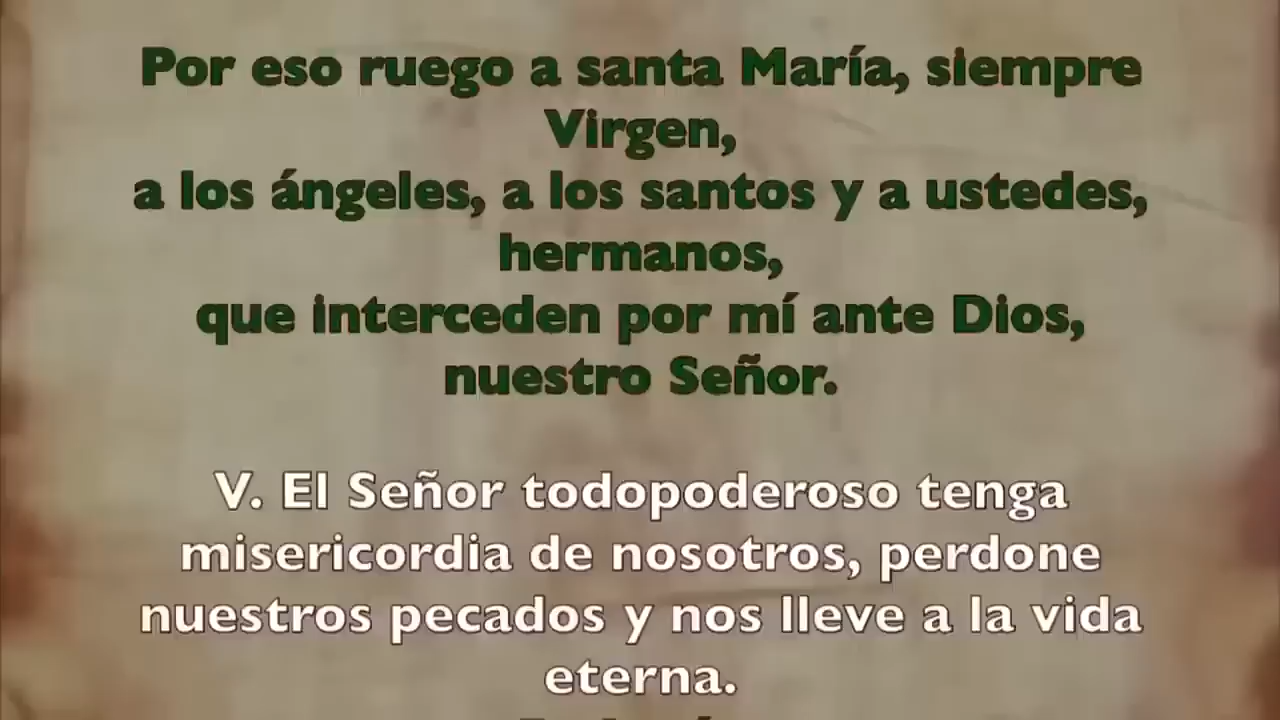 Por eso ruego a santa María, siempre
Virgen,
a los ángeles, a los santos y a ustedes,
hermanos,
que interceden por mí ante Dios,
nuestro Señor.
V. El Señor todopoderoso tenga
misericordia de nosotros, perdone
nuestros pecados y nos lleve a la vida
eterna.